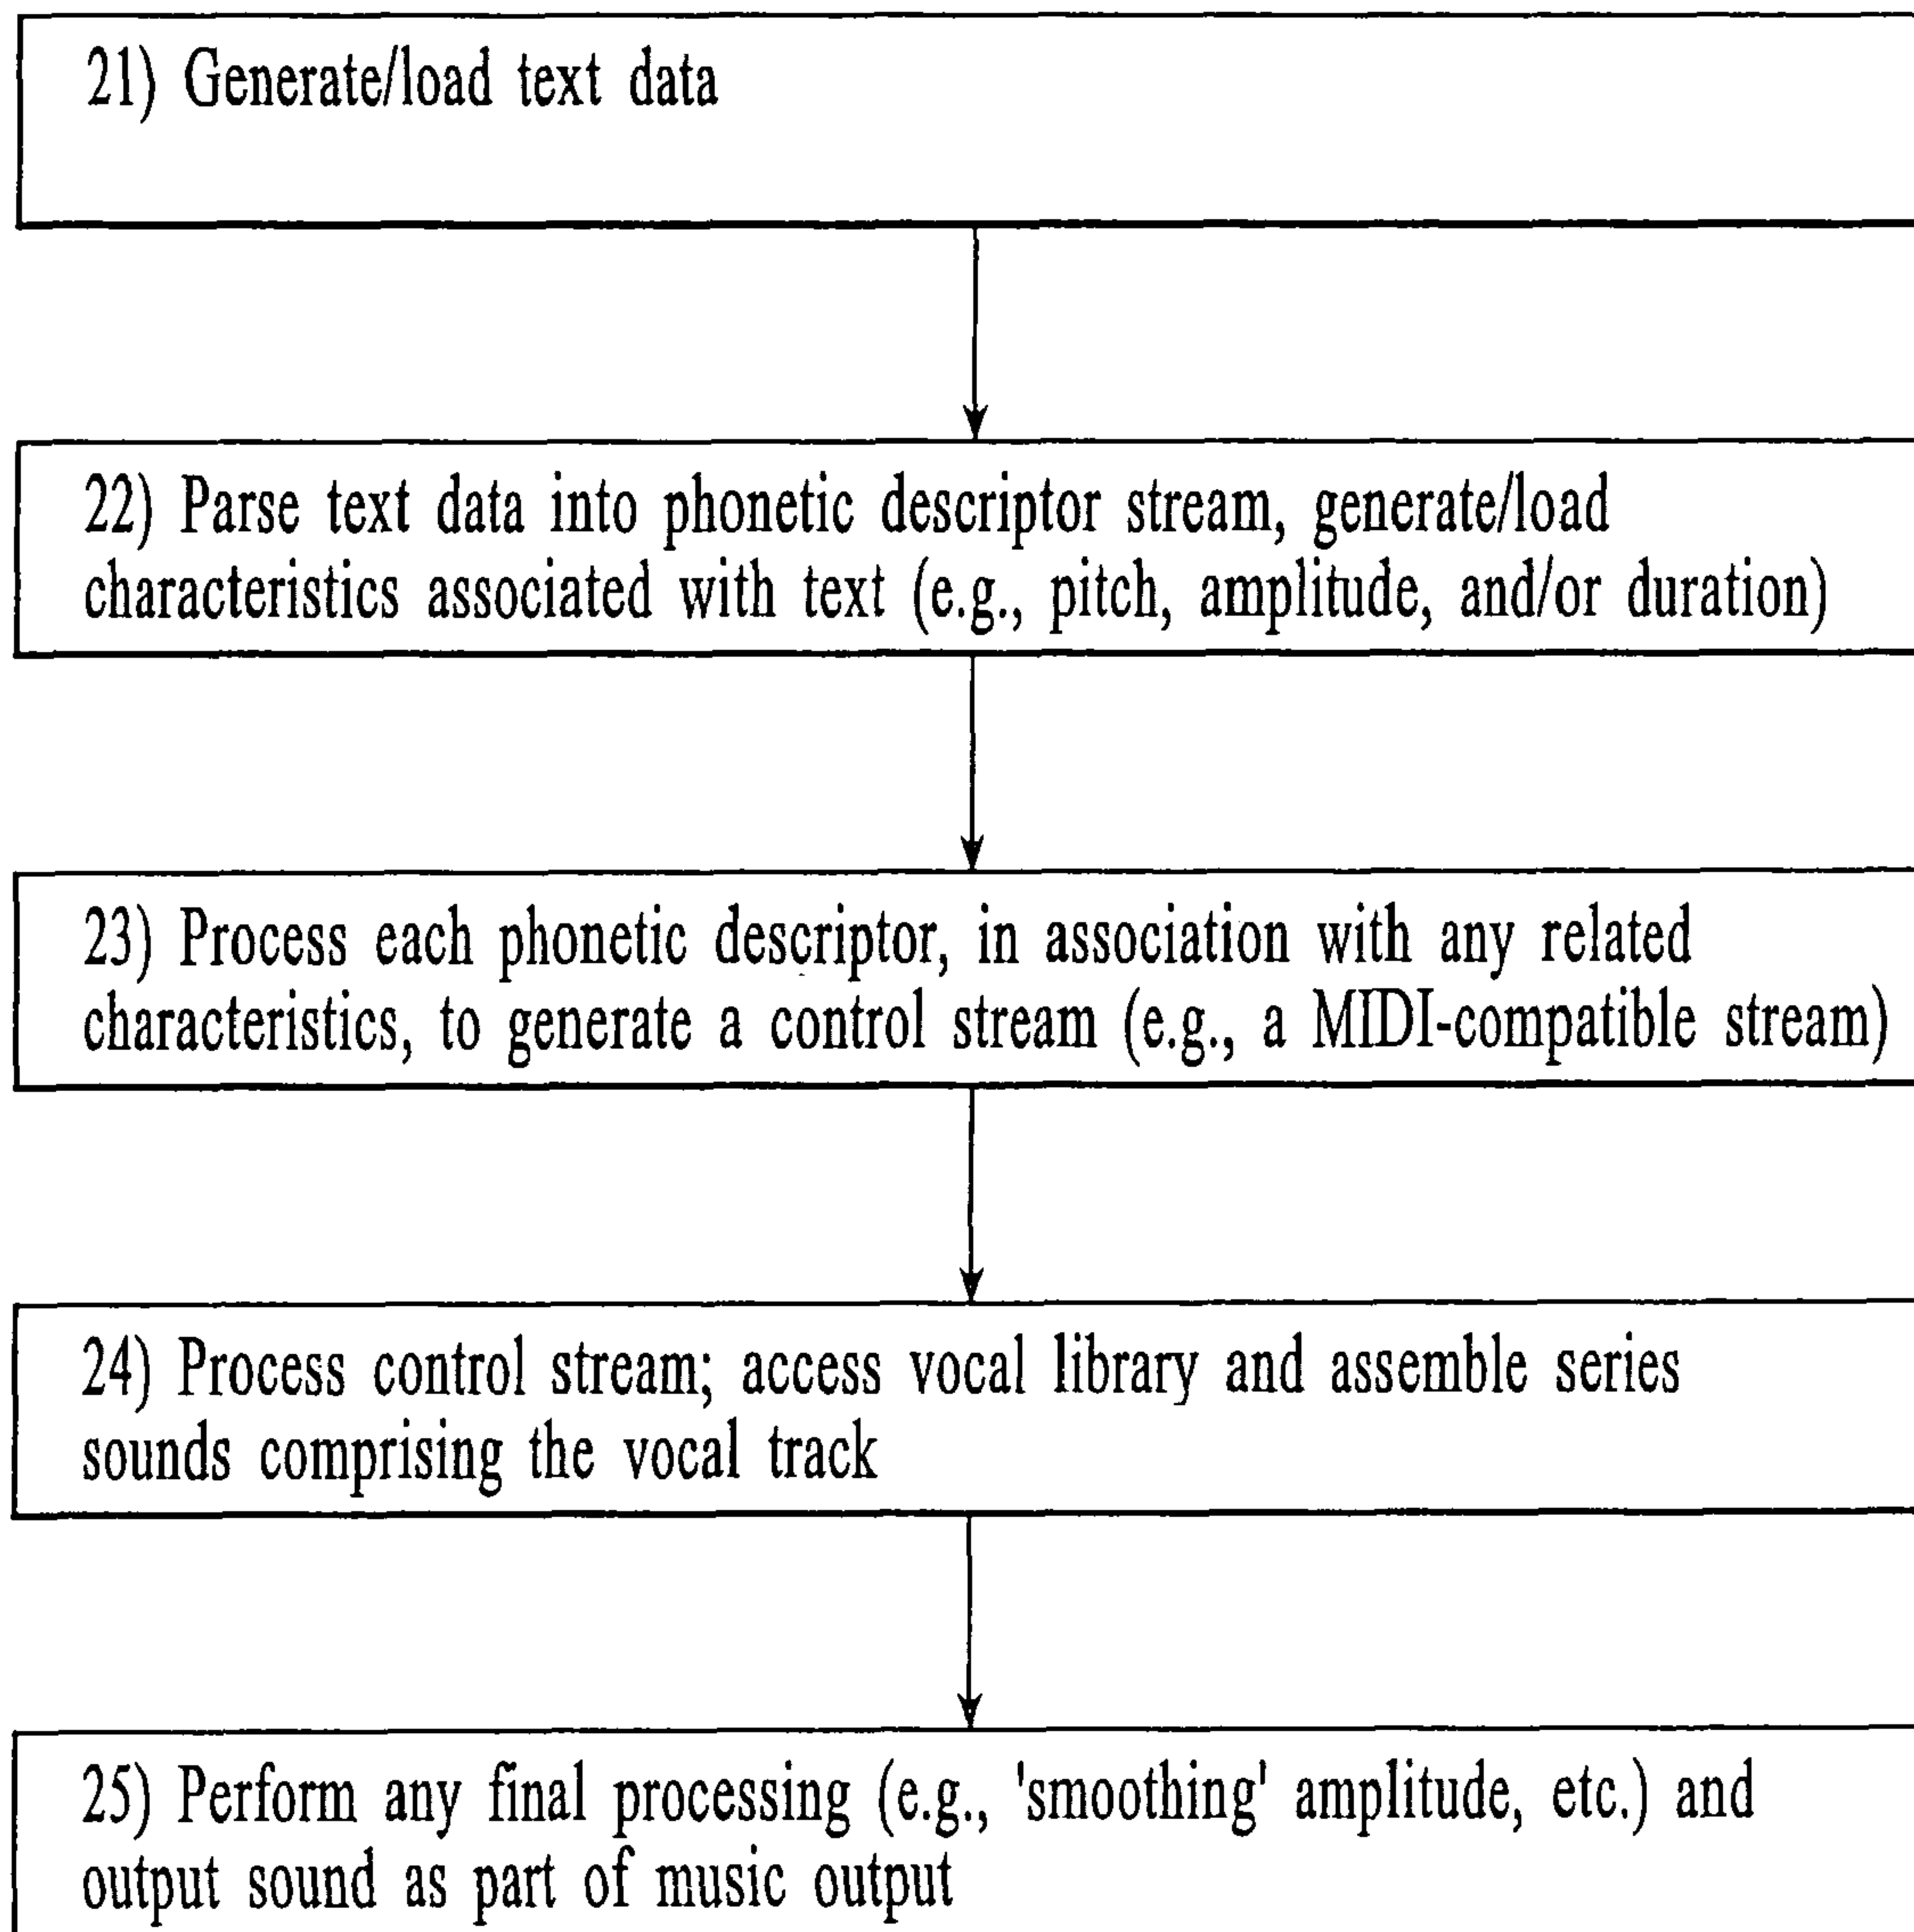 21) Generate/load text data
22) Parse text data into phonetic descriptor stream, generate/load
characteristics associated with text (e.g., pitch, amplitude, and/or duration)
23) Process each phonetic descriptor, in association with any related
characteristics, to generate a control stream (e.g., a MIDI-compatible stream)
24) Process control stream; access vocal library and assemble series
sounds comprising the vocal track
25) Perform any final processing (e.g., 'smoothing' amplitude, etc.) and
output sound as part of music output